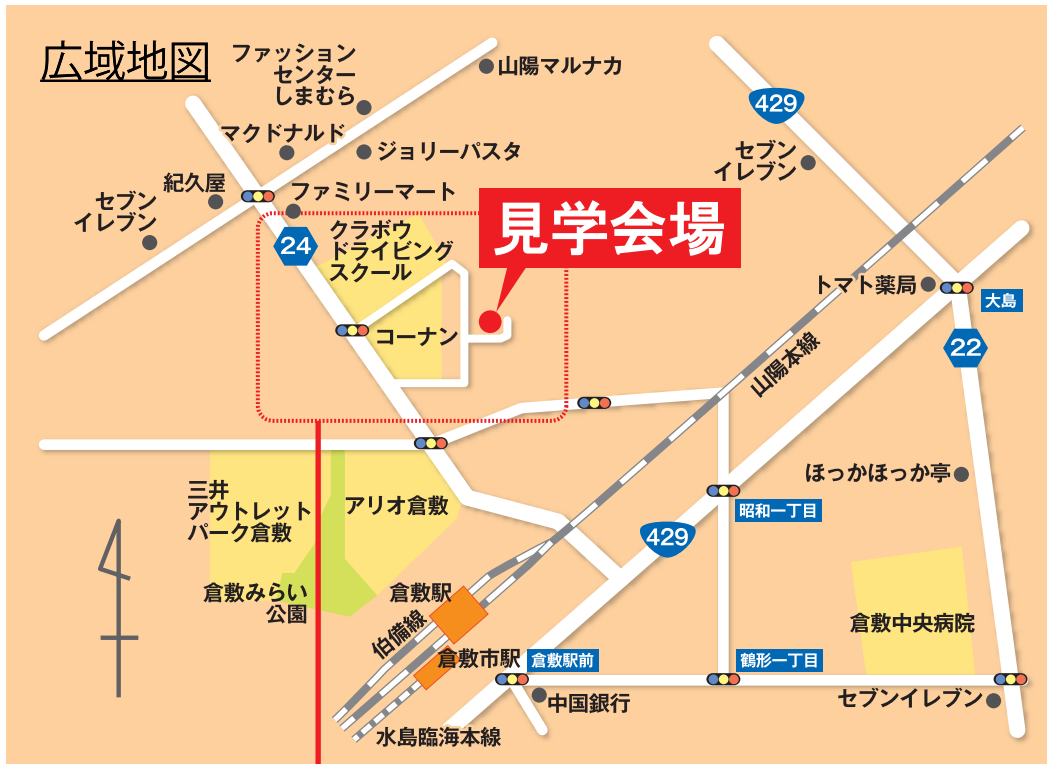 広域地図
ファッション
センター
しまむら
山陽マルナカ
429
マクドナルド
ジョリーパスタ
セブン
イレブン
紀久屋
ファミリーマート
セブン
イレブン
24
クラボウ
ドライビング
スクール
見学会場
トマト薬局
大島
コーナン
22
山陽本線
ほっかほっか亭
三井
アウトレット
パーク倉敷
アリオ倉敷
昭和一丁目
429
倉敷みらい
公園
倉敷駅
伯備線
倉敷中央病院
倉敷市駅
倉敷駅前
鶴形一丁目
中国銀行
セブンイレブン
水島臨海本線